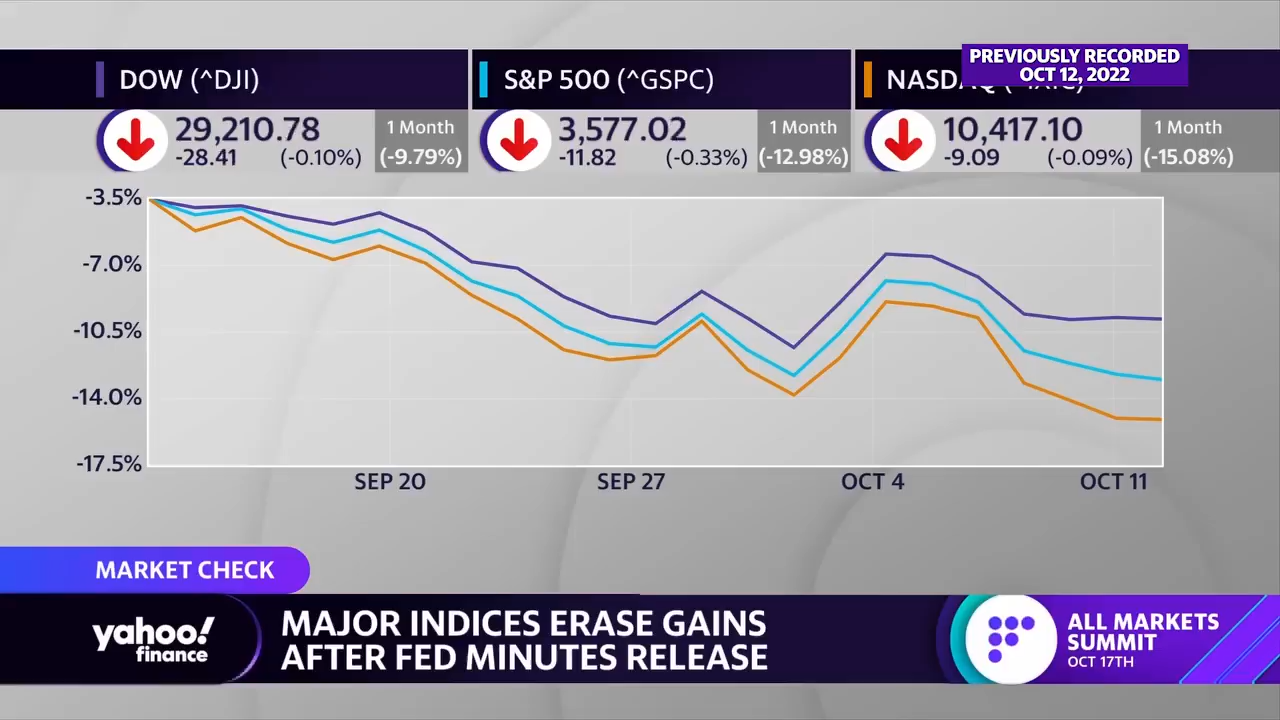 PREVIOUSLY RECORDED
OCT 12, 2022
DOW (^DJI)
S&P 500 (^GSPC)
NASDAQ
29,210.78
-28.41 (-0.10%)
1 Month
(-9.79%)
3,577.02
-11.82 (-0.33%)
1 Month
(-12.98%)
10,417.10
-9.09 (-0.09%)
1 Month
(-15.08%)
-3.5%
-7.0%
-10.5%
-14.0%
-17.5%
SEP 20
SEP 27
OCT 4
OCT 11
MARKET CHECK
yahoo!
finance
MAJOR INDICES ERASE GAINS
AFTER FED MINUTES RELEASE
ALL MARKETS
SUMMIT
OCT 17TH